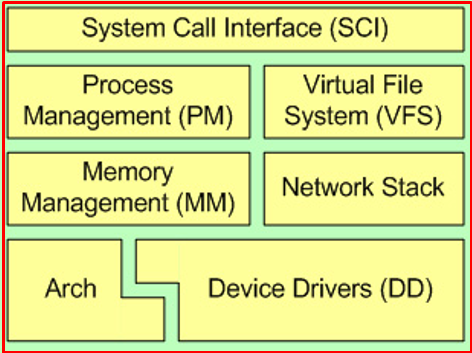 System Call Interface (SCI)
Process
Management (PM)
Virtual File
System (VFS)
Memory
Management (MM)
Network Stack
Arch
Device Drivers (DD)